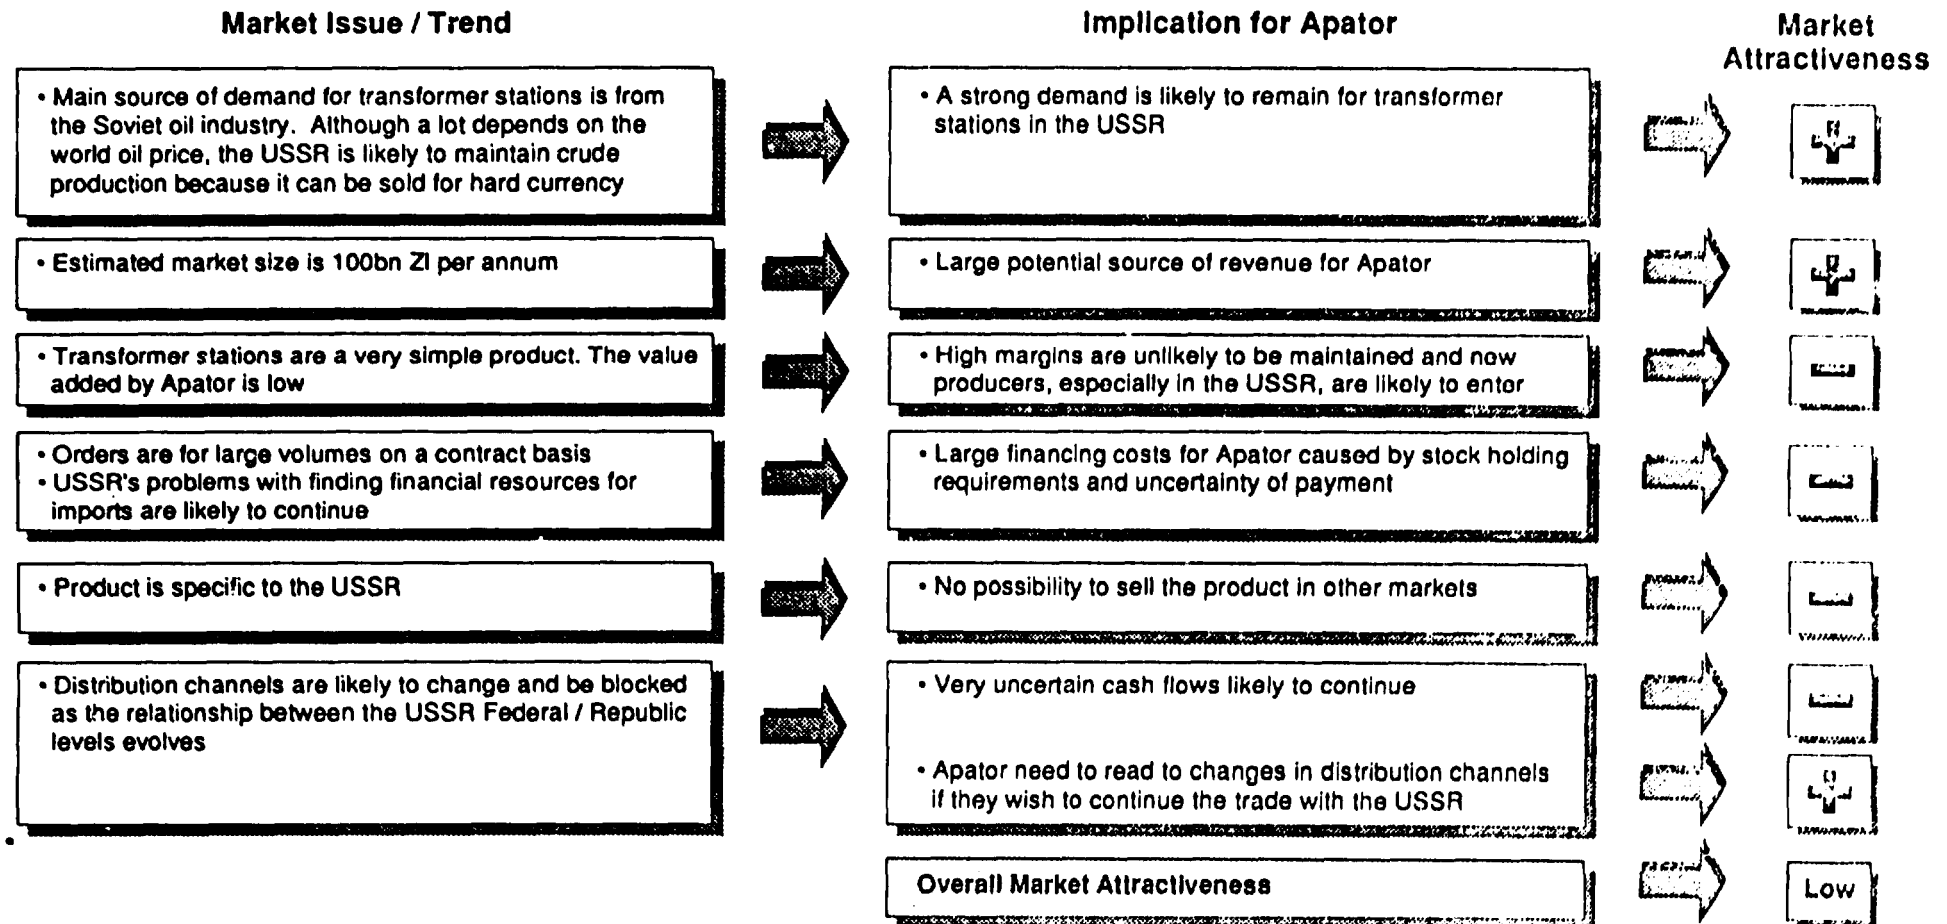 Market Issue / Trend
Implication for Apator
Market
Attractiveness
• Main source of demand for transformer stations is from
the Soviet oil industry. Although a lot depends on the
world oil price, the USSR is likely to maintain crude
production because it can be sold for hard currency
• A strong demand is likely to remain for transformer
stations in the USSR
+
• Estimated market size is 100bn Zl per annum
• Large potential source of revenue for Apator
+
• Transformer stations are a very simple product. The value
added by Apator is low
• High margins are unlikely to be maintained and now
producers, especially in the USSR, are likely to enter
-
• Orders are for large volumes on a contract basis
• USSR's problems with finding financial resources for
imports are likely to continue
• Large financing costs for Apator caused by stock holding
requirements and uncertainty of payment
-
• Product is specific to the USSR
• No possibility to sell the product in other markets
-
• Distribution channels are likely to change and be blocked
as the relationship between the USSR Federal / Republic
levels evolves
• Very uncertain cash flows likely to continue
-
• Apator need to read to changes in distribution channels
if they wish to continue the trade with the USSR
+
Overall Market Attractiveness
Low